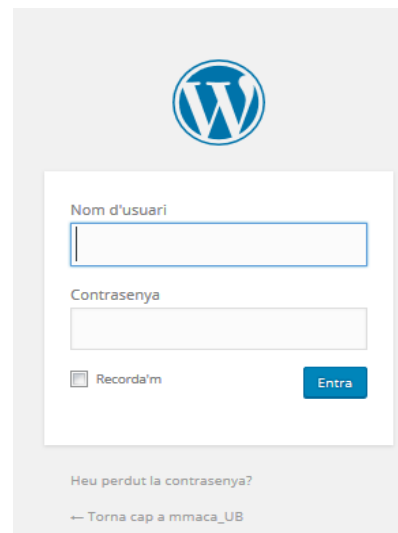 W
Nom d'usuari
Contrasenya
Recorda'm
Entra
Heu perdut la contrasenya?
← Torna cap a mmaca_UB